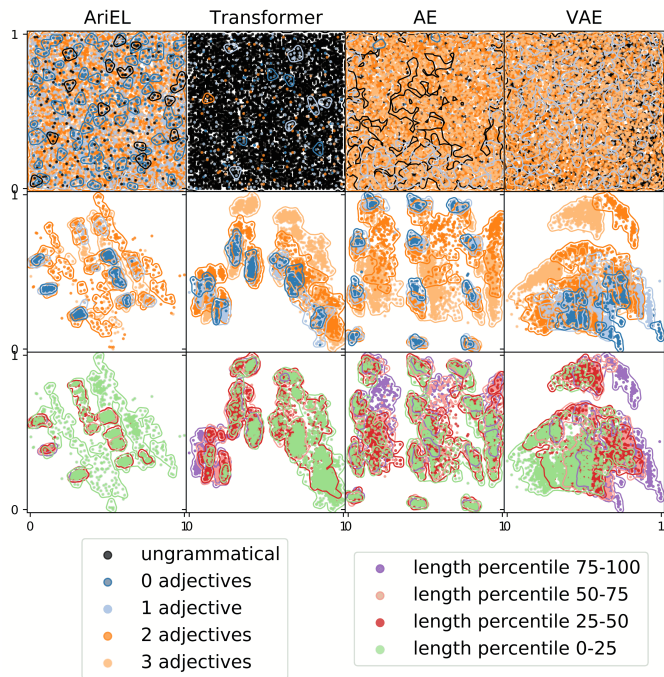 AriEL Transformer AE VAE
1
0
1
0
1
0
0 1 0 1 0 1 0 1
ungrammatical
0 adjectives
1 adjective
2 adjectives
3 adjectives
length percentile 75-100
length percentile 50-75
length percentile 25-50
length percentile 0-25